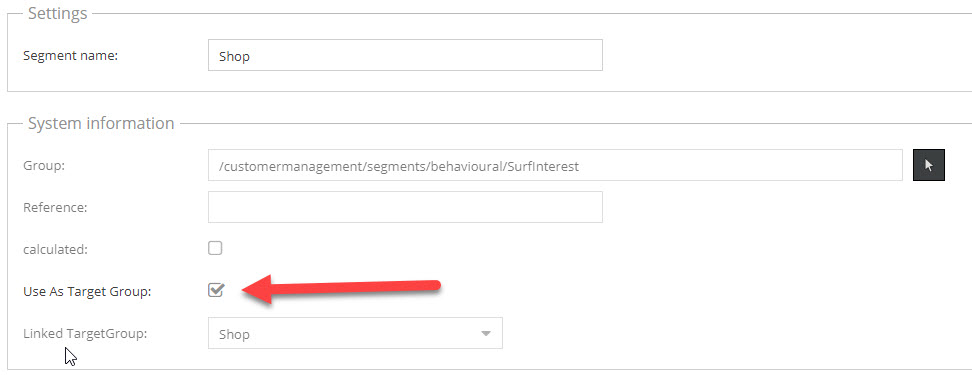 Settings
Segment name: Shop
System information
Group: /customermanagement/segments/behavioural/SurfInterest
Reference:
calculated:
Use As Target Group:
Linked TargetGroup: Shop